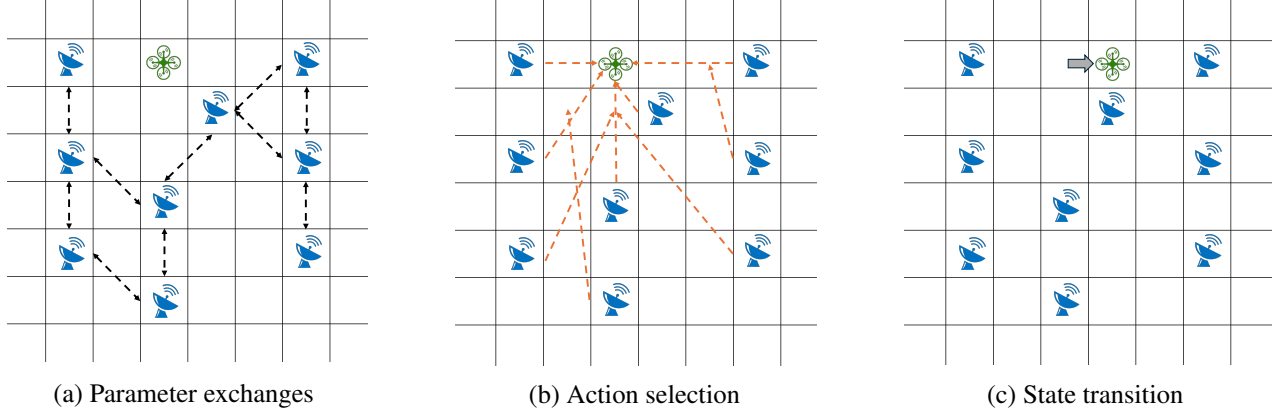 (a) Parameter exchanges
(b) Action selection
(c) State transition